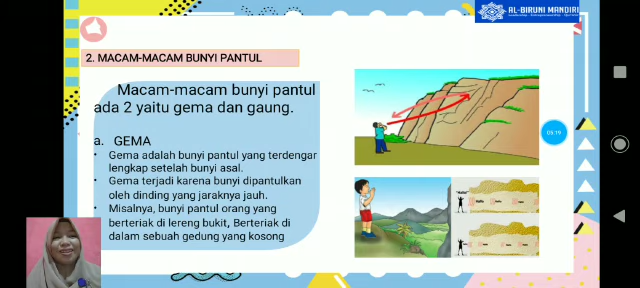 AL-BIRUNI MANDIRI
2. MACAM-MACAM BUNYI PANTUL
Macam-macam bunyi pantul
ada 2 yaitu gema dan gaung.
a. GEMA
• Gema adalah bunyi pantul yang terdengar
lengkap setelah bunyi asal.
• Gema terjadi karena bunyi dipantulkan
oleh dinding yang jaraknya jauh.
• Misalnya, bunyi pantul orang yang
berteriak di lereng bukit, Berteriak di
dalam sebuah gedung yang kosong
05:19